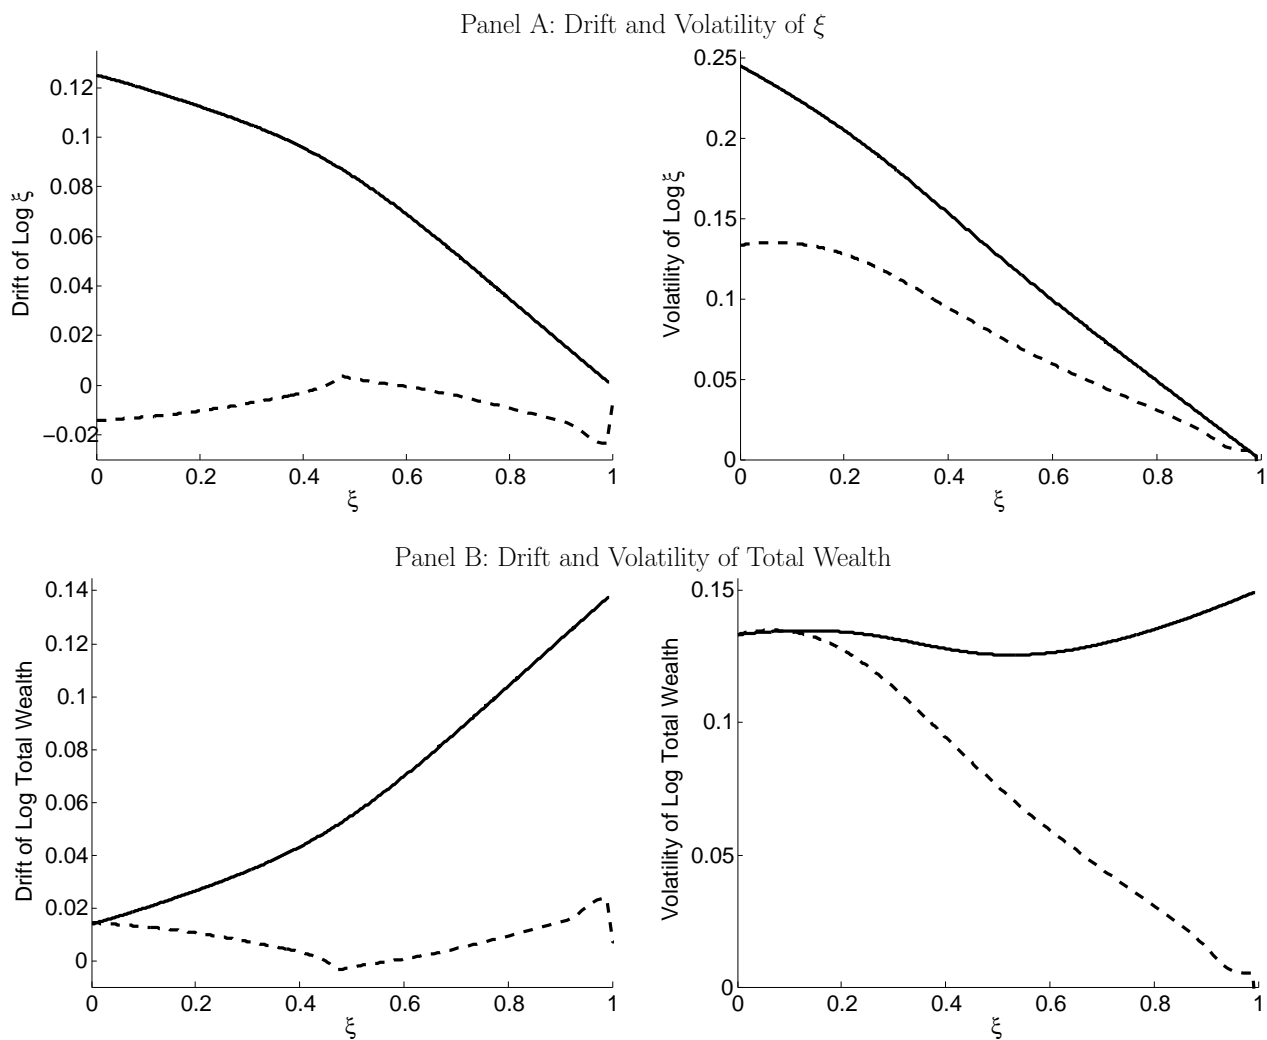 Panel A: Drift and Volatility of ξ
Drift of Log ξ
0.12
0.1
0.08
0.06
0.04
0.02
0
−0.02
0 0.2 0.4 0.6 0.8 1
ξ
Volatility of Log ξ
0.25
0.2
0.15
0.1
0.05
0
0 0.2 0.4 0.6 0.8 1
ξ
Panel B: Drift and Volatility of Total Wealth
Drift of Log Total Wealth
0.14
0.12
0.1
0.08
0.06
0.04
0.02
0
0 0.2 0.4 0.6 0.8 1
ξ
Volatility of Log Total Wealth
0.15
0.1
0.05
0
0 0.2 0.4 0.6 0.8 1
ξ